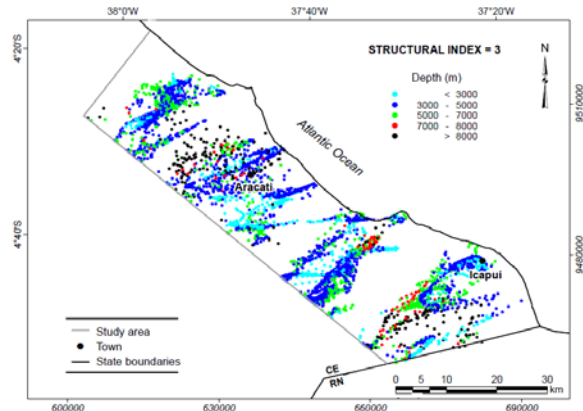 38°0'W 37°40'W 37°20'W
4°20'S
STRUCTURAL INDEX = 3
N
Depth (m)
< 3000
3000 - 5000
5000 - 7000
7000 - 8000
> 8000
Atlantic Ocean
Aracati
4°40'S
Icapui
Study area
Town
State boundaries
CE
RN
0 5 10 20 30
km
600000 630000 660000 690000
9480000